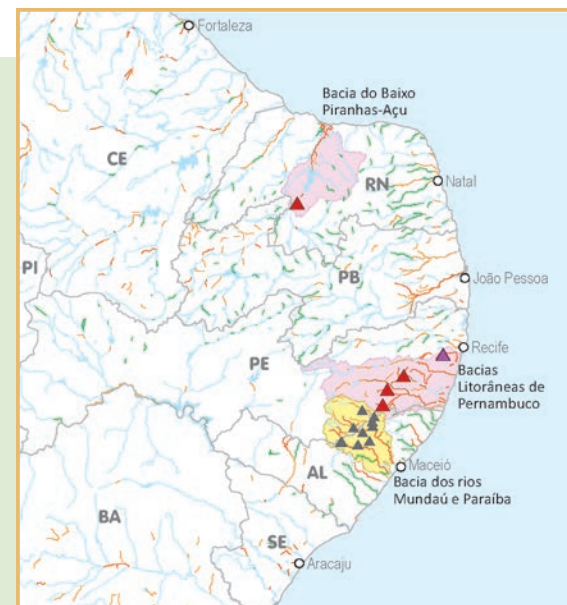 Fortaleza
Bacia do Baixo
Piranhas-Açu
CE
RN
Natal
PI
PB
João Pessoa
PE
Recife
Bacias
Litorâneas de
Pernambuco
AL
Maceió
Bacia dos rios
Mundaú e Paraíba
BA
SE
Aracaju